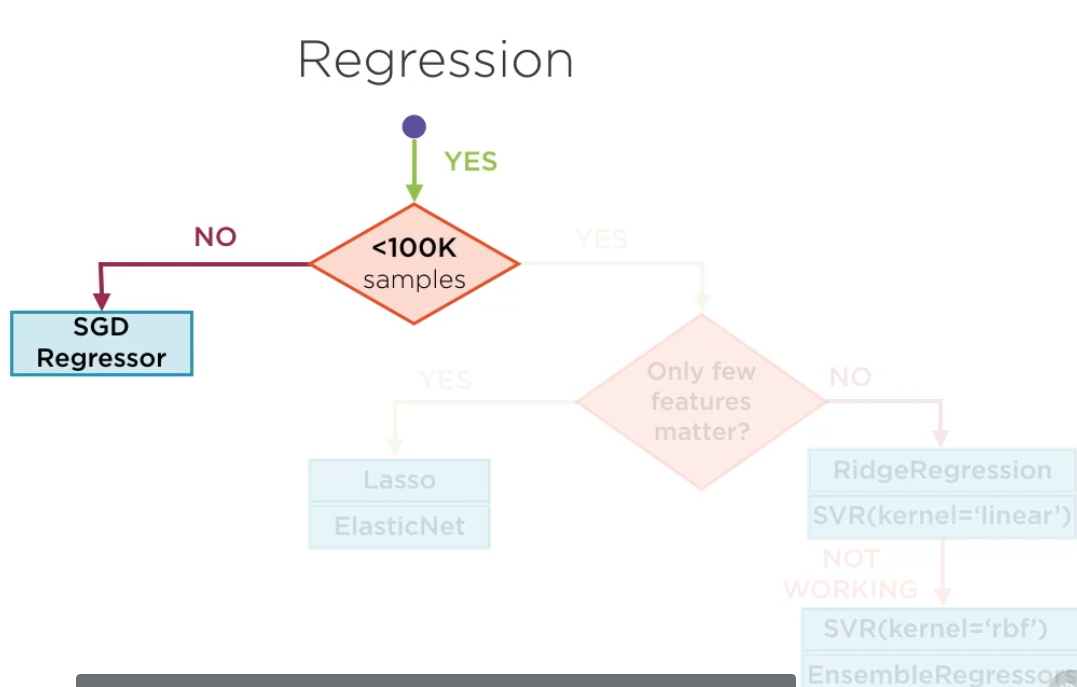 Regression
YES
NO
<100K
samples
YES
SGD
Regressor
YES
Only few
features
matter?
NO
Lasso
ElasticNet
RidgeRegression
SVR(kernel=‘linear’)
NOT
WORKING
SVR(kernel=‘rbf’)
EnsembleRegressors